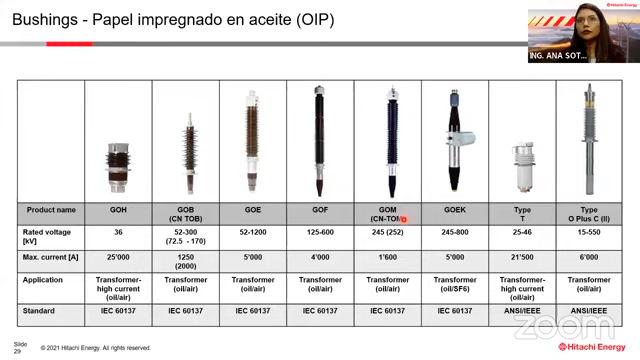 Bushings - Papel impregnado en aceite (OIP)
Hitachi Energy
ING. ANA SOT...
Product name GOH GOB GOE GOF GOM GOEK Type Type
(CN TOB) (CN-TOM) T O Plus C (II)
Rated voltage 36 52-300 52-1200 125-600 245 (252) 245-800 25-46 15-550
[kV] (72.5 - 170)
Max. current [A] 25'000 1250 5'000 4'000 1'600 5'000 21'500 6'000
(2000)
Application Transformer- Transformer Transformer Transformer Transformer Transformer Transformer- Transformer
high current (oil/air) (oil/air) (oil/air) (oil/air) (oil/SF6) high current (oil/air)
(oil/air) (oil/air)
Standard IEC 60137 IEC 60137 IEC 60137 IEC 60137 IEC 60137 IEC 60137 ANSI/IEEE ANSI/IEEE
zoom
Slide
29
© 2021 Hitachi Energy. All rights reserved.
Hitachi Energy